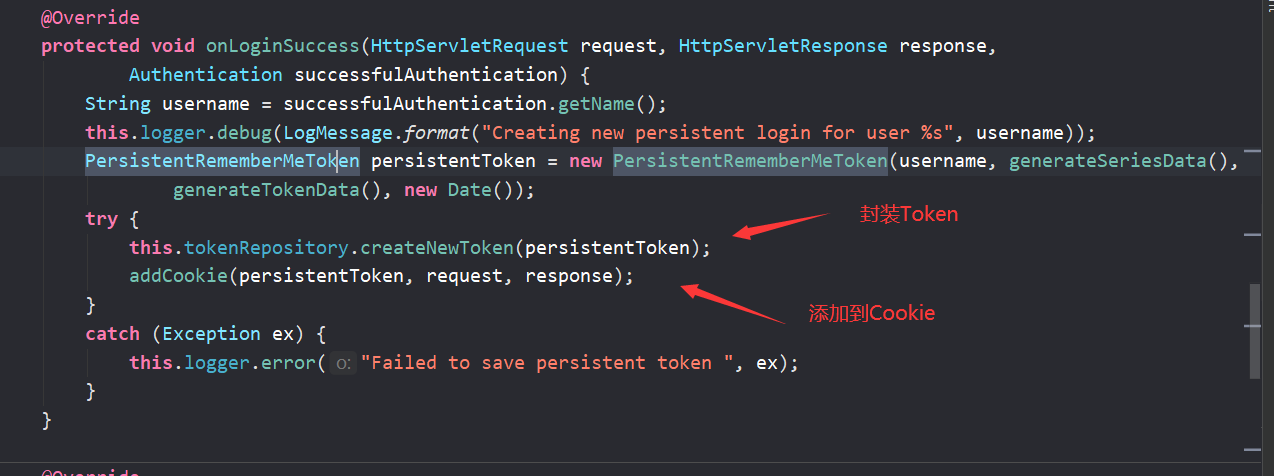 @Override
protected void onLoginSuccess(HttpServletRequest request, HttpServletResponse response,
Authentication successfulAuthentication) {
String username = successfulAuthentication.getName();
this.logger.debug(LogMessage.format("Creating new persistent login for user %s", username));
PersistentRememberMeToken persistentToken = new PersistentRememberMeToken(username, generateSeriesData(),
generateTokenData(), new Date());
try {
封装Token
this.tokenRepository.createNewToken(persistentToken);
addCookie(persistentToken, request, response);
}
添加到Cookie
catch (Exception ex) {
this.logger.error( o: "Failed to save persistent token ", ex);
}
}
@Override